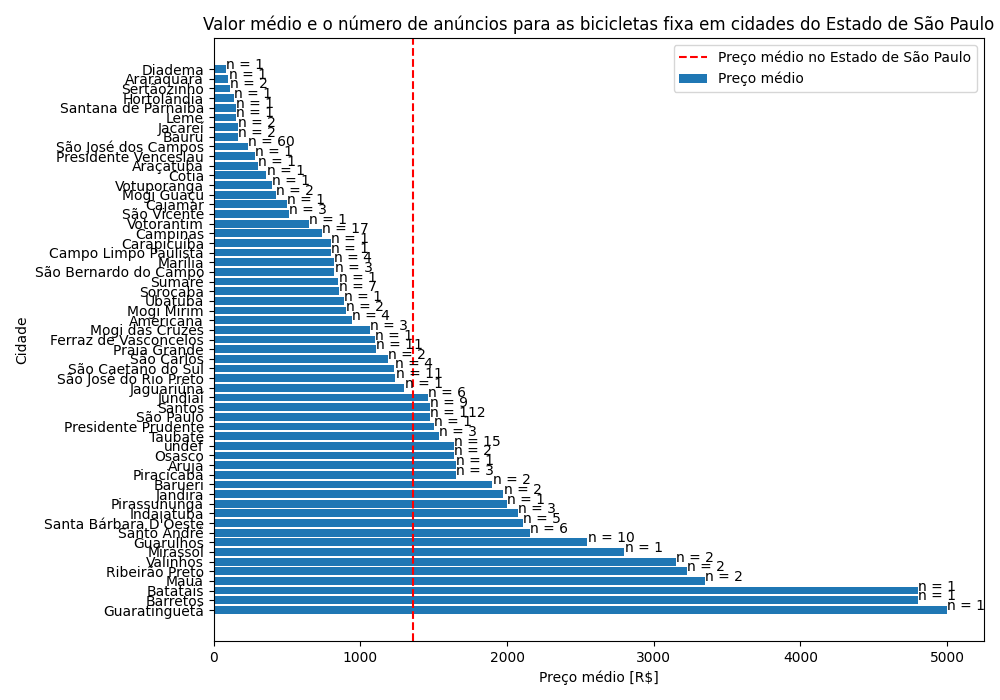 Valor médio e o número de anúncios para as bicicletas fixa em cidades do Estado de São Paulo
Preço médio no Estado de São Paulo
Preço médio
Cidade
Diadema n = 1
Araraquara n = 1
Sertãozinho n = 2
Hortolândia n = 1
Santana de Parnaíba n = 1
Leme n = 1
Jacareí n = 2
Bauru n = 2
São José dos Campos n = 60
Presidente Venceslau n = 1
Araçatuba n = 1
Cotia n = 1
Votuporanga n = 1
Mogi Guaçu n = 2
Cajamar n = 1
São Vicente n = 3
Votorantim n = 1
Campinas n = 17
Carapicuíba n = 1
Campo Limpo Paulista n = 1
Marília n = 4
São Bernardo do Campo n = 3
Sumaré n = 1
Sorocaba n = 7
Ubatuba n = 1
Mogi Mirim n = 2
Americana n = 4
Mogi das Cruzes n = 3
Ferraz de Vasconcelos n = 1
Praia Grande n = 11
São Carlos n = 2
São Caetano do Sul n = 4
São José do Rio Preto n = 11
Jaguariúna n = 1
Jundiaí n = 6
Santos n = 9
São Paulo n = 112
Presidente Prudente n = 1
Taubaté n = 3
undef n = 15
Osasco n = 2
Arujá n = 1
Piracicaba n = 3
Barueri n = 2
Jandira n = 2
Pirassununga n = 1
Indaiatuba n = 3
Santa Bárbara D'Oeste n = 5
Santo André n = 6
Guarulhos n = 10
Mirassol n = 1
Valinhos n = 2
Ribeirão Preto n = 2
Mauá n = 2
Batatais n = 1
Barretos n = 1
Guaratinguetá n = 1
0 1000 2000 3000 4000 5000
Preço médio [R$]